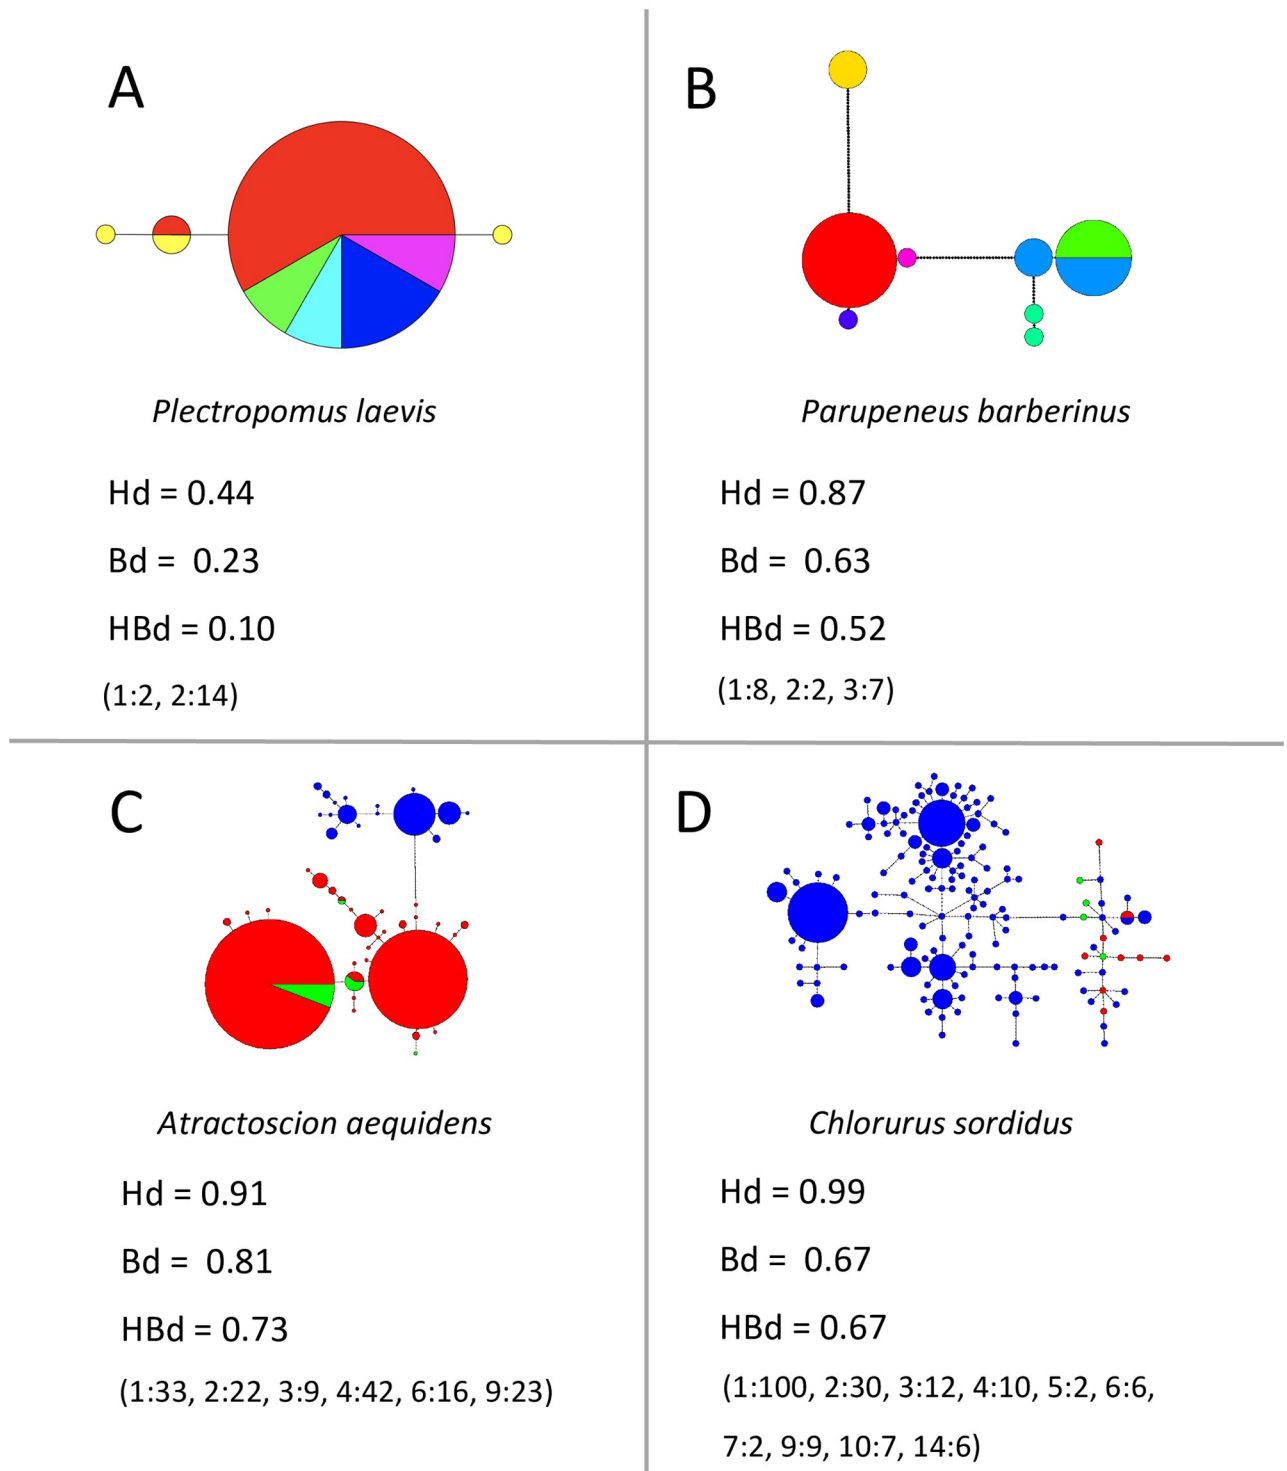 A
Plectropomus laevis
Hd = 0.44
Bd = 0.23
HBd = 0.10
(1:2, 2:14)
B
Parupeneus barberinus
Hd = 0.87
Bd = 0.63
HBd = 0.52
(1:8, 2:2, 3:7)
C
Atractoscion aequidens
Hd = 0.91
Bd = 0.81
HBd = 0.73
(1:33, 2:22, 3:9, 4:42, 6:16, 9:23)
D
Chlorurus sordidus
Hd = 0.99
Bd = 0.67
HBd = 0.67
(1:100, 2:30, 3:12, 4:10, 5:2, 6:6,
7:2, 9:9, 10:7, 14:6)